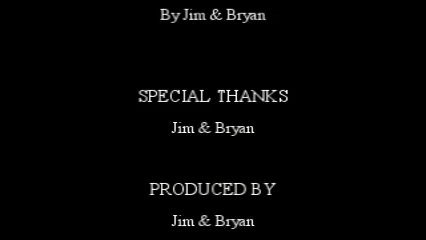 By Jim & Bryan
SPECIAL THANKS
Jim & Bryan
PRODUCED BY
Jim & Bryan